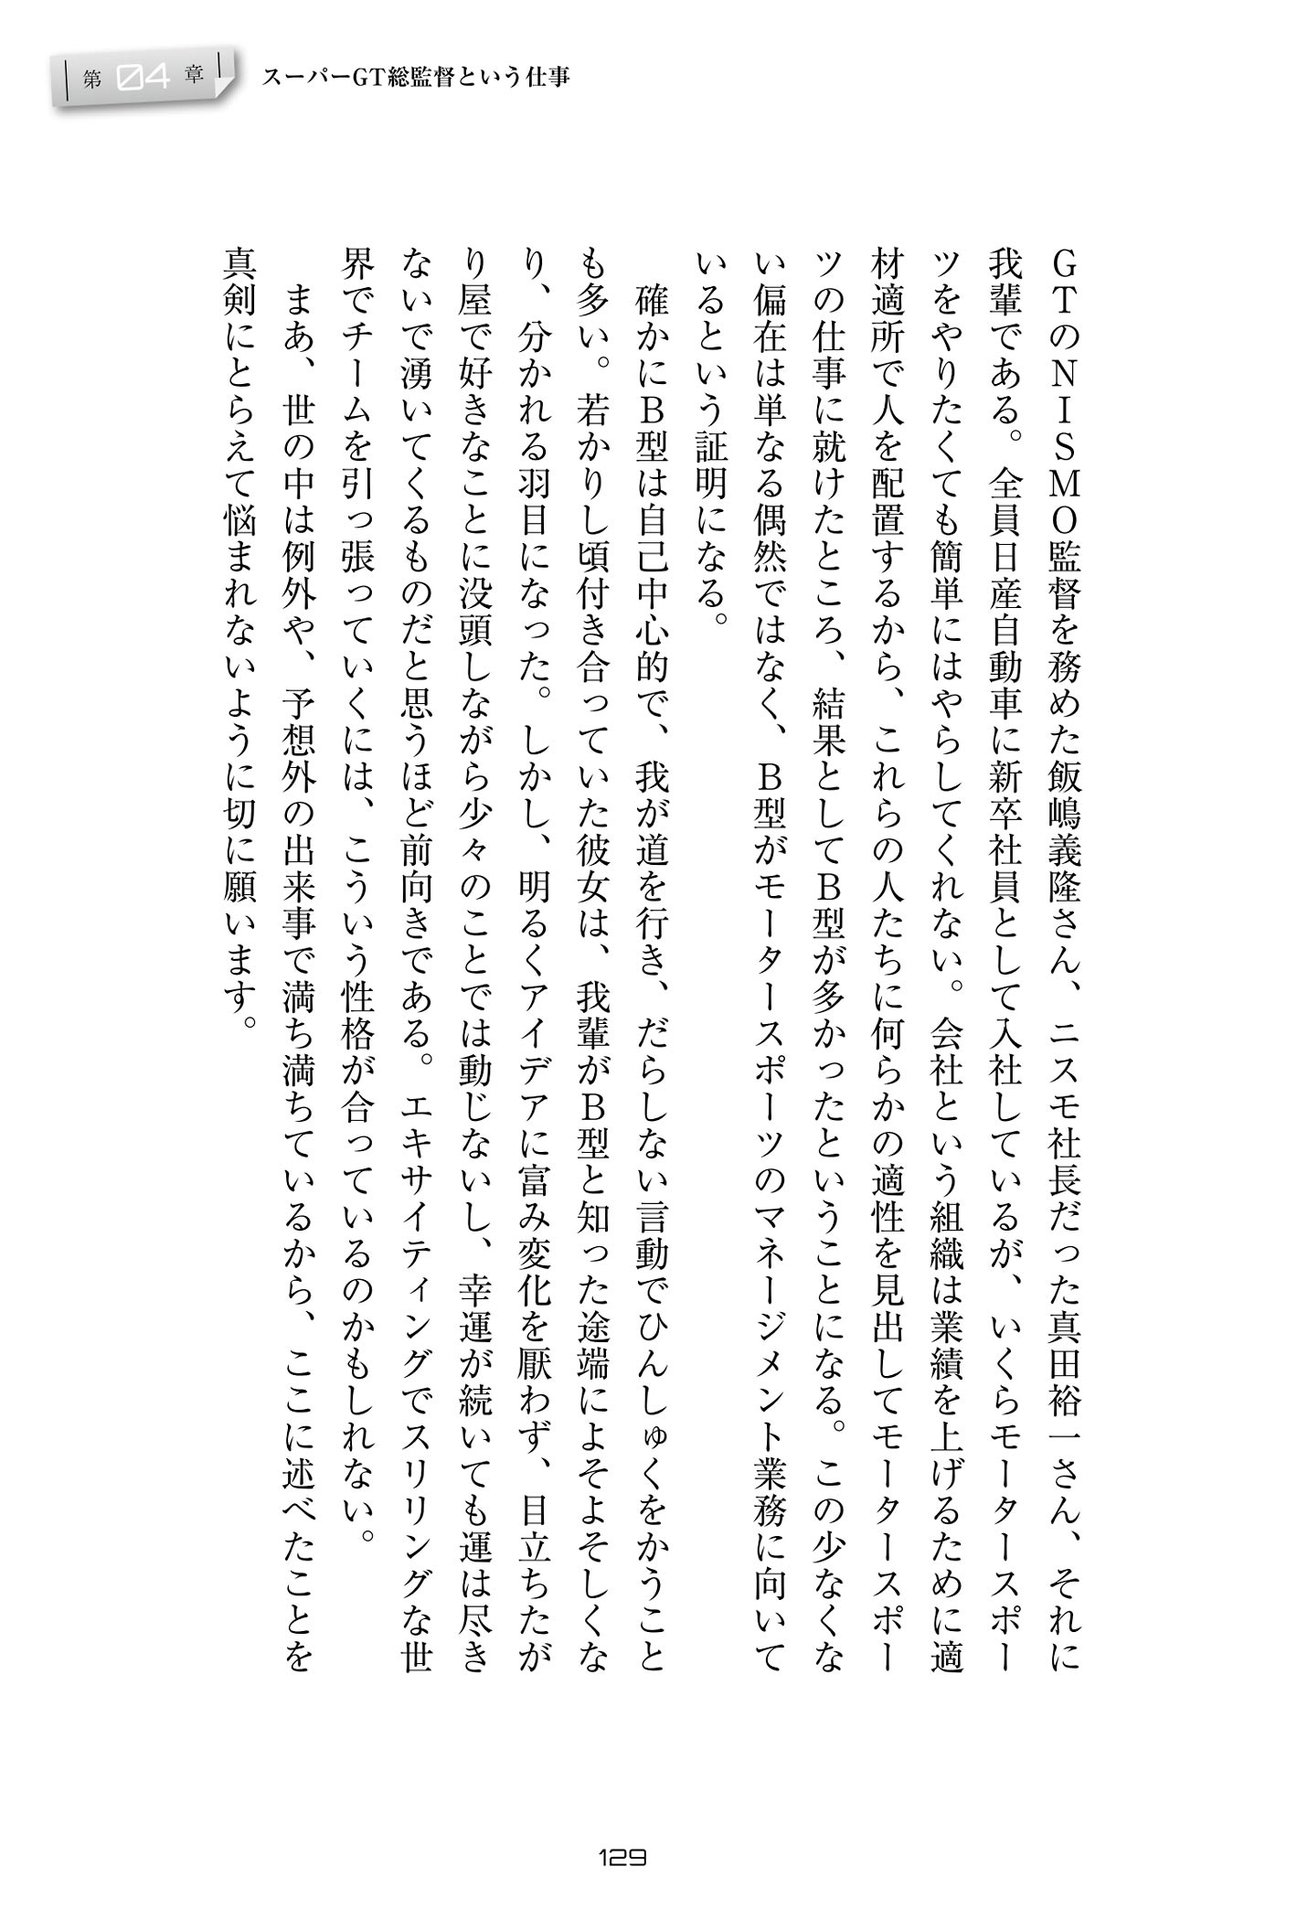 第04章
スーパーGT総監督という仕事
GTのNISMO監督を務めた飯嶋義隆さん、ニスモ社長だった真田裕一さん、それに
我輩である。全員日産自動車に新卒社員として入社しているが、いくらモータースポー
ツをやりたくても簡単にはやらしてくれない。会社という組織は業績を上げるために適
材適所で人を配置するから、これらの人たちに何らかの適性を見出してモータースポー
ツの仕事に就けたところ、結果としてB型が多かったということになる。この少なくな
い偏在は単なる偶然ではなく、B型がモータースポーツのマネージメント業務に向いて
いるという証明になる。
確かにB型は自己中心的で、我が道を行き、だらしない言動でひんしゅくをかうこと
も多い。若かりし頃付き合っていた彼女は、我輩がB型と知った途端によそよそしくな
り、分かれる羽目になった。しかし、明るくアイデアに富み変化を厭わず、目立ちたが
り屋で好きなことに没頭しながら少々のことでは動じないし、幸運が続いても運は尽き
ないで湧いてくるものだと思うほど前向きである。エキサイティングでスリリングな世
界でチームを引っ張っていくには、こういう性格が合っているのかもしれない。
まあ、世の中は例外や、予想外の出来事で満ち満ちているから、ここに述べたことを
真剣にとらえて悩まれないように切に願います。
129